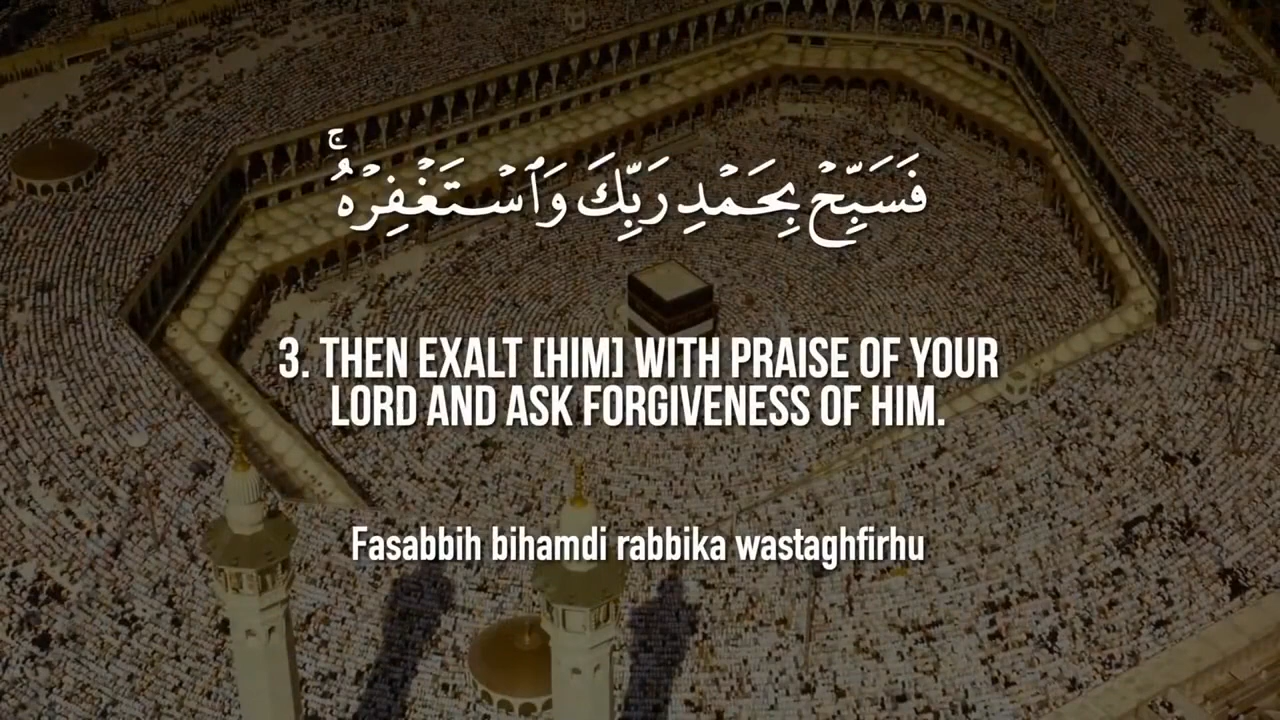 فَسَبِّحۡ بِحَمۡدِ رَبِّكَ وَٱسۡتَغۡفِرۡهُۚ
3. THEN EXALT [HIM] WITH PRAISE OF YOUR
LORD AND ASK FORGIVENESS OF HIM.
Fasabbih bihamdi rabbika wastaghfirhu